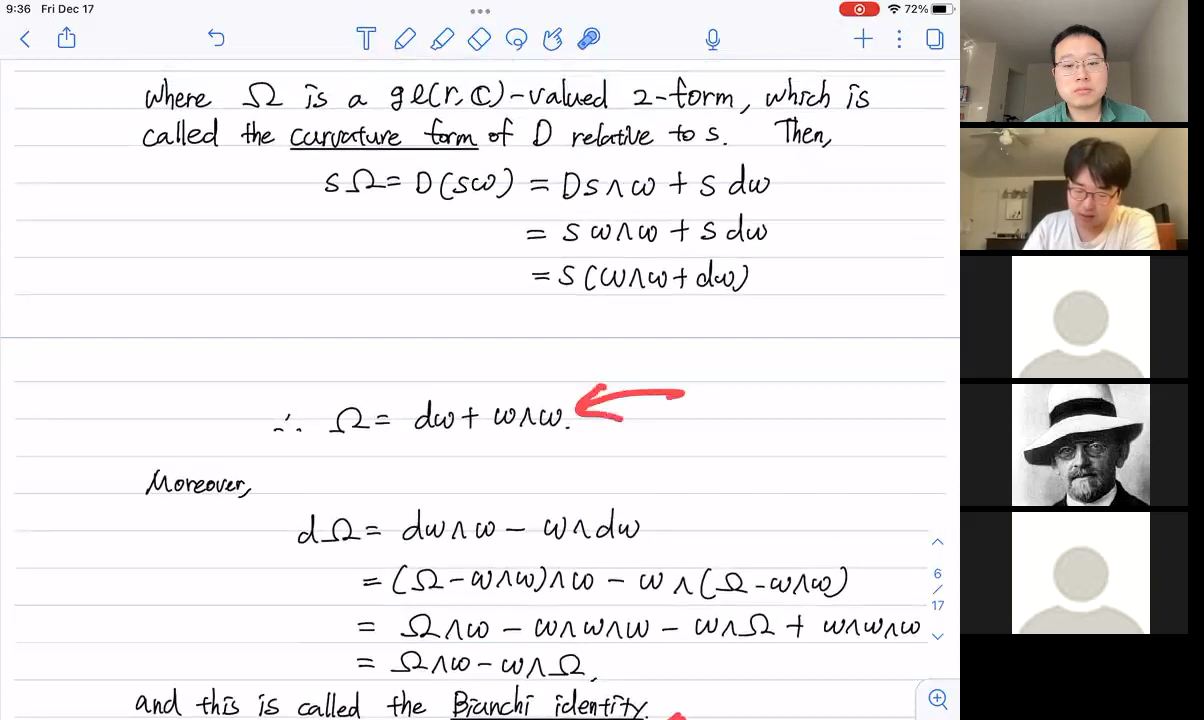 9:36 Fri Dec 17
72%
where Ω is a gl(r, ℂ)-valued 2-form, which is
called the curvature form of D relative to s. Then,
sΩ = D(sω) = Ds∧ω + s dω
= s ω∧ω + s dω
= s(ω∧ω + dω)
∴ Ω = dω + ω∧ω.
Moreover,
dΩ = dω∧ω − ω∧dω
= (Ω − ω∧ω)∧ω − ω∧(Ω − ω∧ω)
= Ω∧ω − ω∧ω∧ω − ω∧Ω + ω∧ω∧ω
= Ω∧ω − ω∧Ω,
and this is called the Bianchi identity.
6
/
17